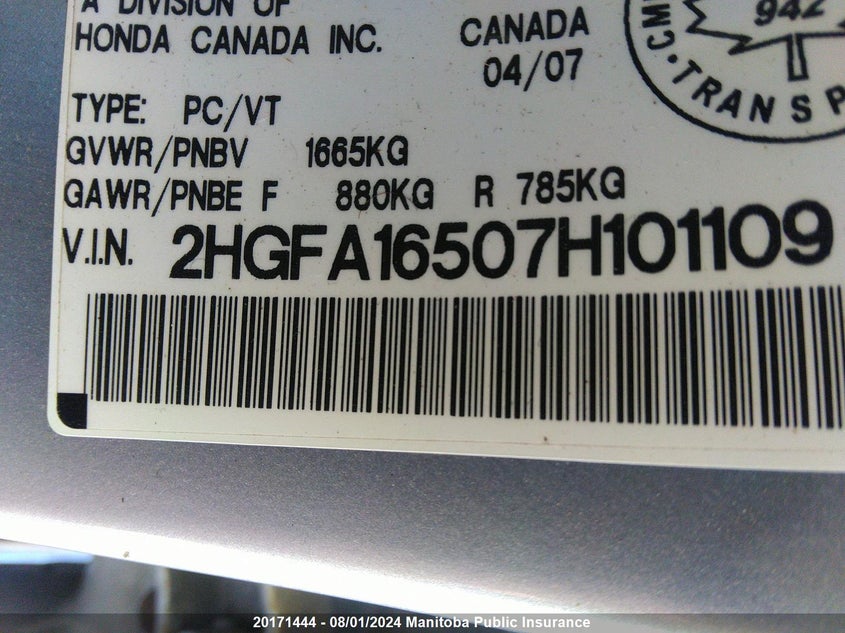 A DIVISION OF
HONDA CANADA INC.
CANADA
04/07
942
TRANSP
TYPE: PC/VT
GVWR/PNBV 1665KG
GAWR/PNBE F 880KG R 785KG
V.I.N. 2HGFA16507H101109
20171444 - 08/01/2024 Manitoba Public Insurance